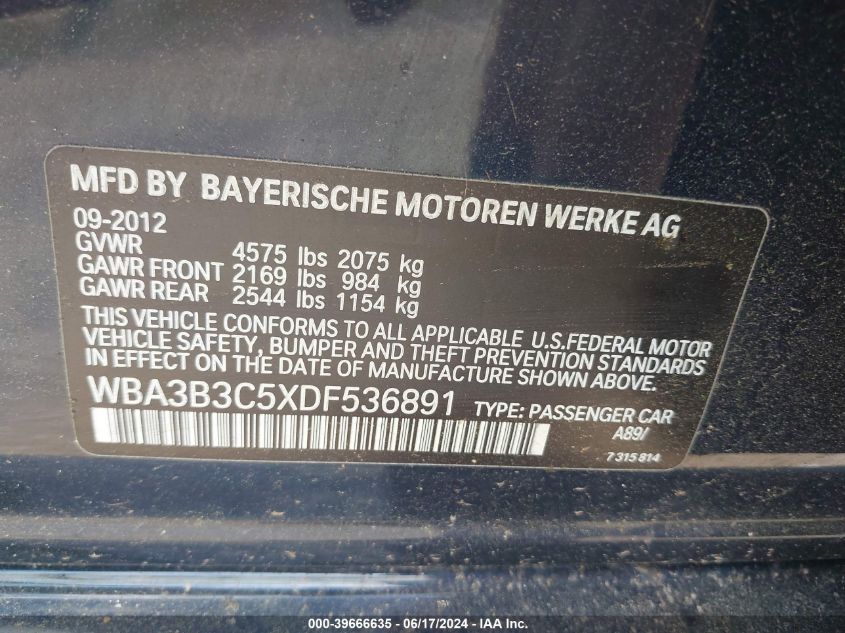 MFD BY BAYERISCHE MOTOREN WERKE AG
09-2012
GVWR 4575 lbs 2075 kg
GAWR FRONT 2169 lbs 984 kg
GAWR REAR 2544 lbs 1154 kg
THIS VEHICLE CONFORMS TO ALL APPLICABLE U.S.FEDERAL MOTOR
VEHICLE SAFETY, BUMPER AND THEFT PREVENTION STANDARDS
IN EFFECT ON THE DATE OF MANUFACTURE SHOWN ABOVE.
WBA3B3C5XDF536891 TYPE: PASSENGER CAR
A89/
7 315 814
000-39666635 - 06/17/2024 - IAA Inc.